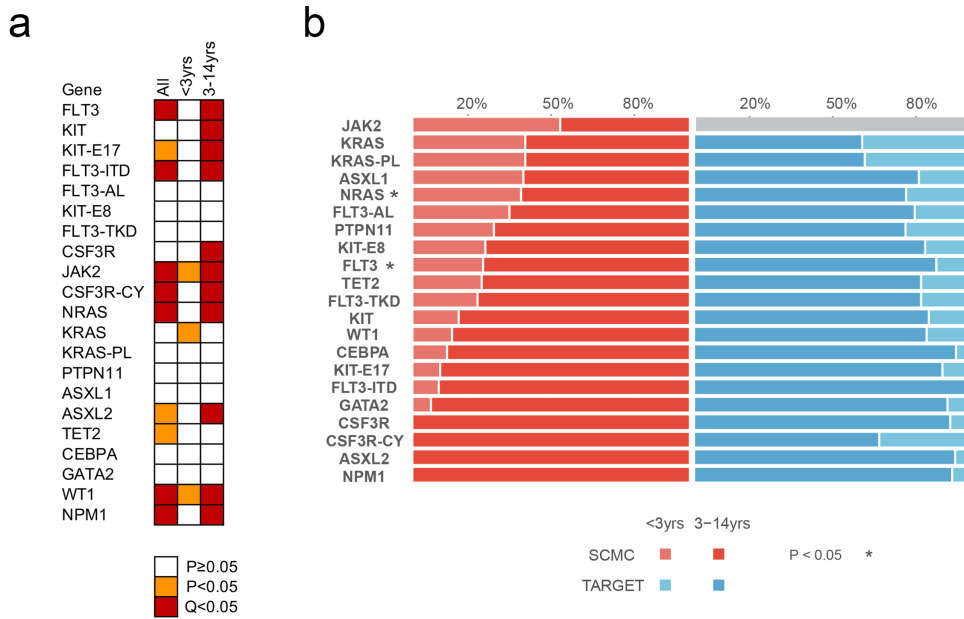 a
Gene All <3yrs 3-14yrs
FLT3
KIT
KIT-E17
FLT3-ITD
FLT3-AL
KIT-E8
FLT3-TKD
CSF3R
JAK2
CSF3R-CY
NRAS
KRAS
KRAS-PL
PTPN11
ASXL1
ASXL2
TET2
CEBPA
GATA2
WT1
NPM1
P≥0.05
P<0.05
Q<0.05
b
20% 50% 80% 20% 50% 80%
JAK2
KRAS
KRAS-PL
ASXL1
NRAS *
FLT3-AL
PTPN11
KIT-E8
FLT3 *
TET2
FLT3-TKD
KIT
WT1
CEBPA
KIT-E17
FLT3-ITD
GATA2
CSF3R
CSF3R-CY
ASXL2
NPM1
<3yrs 3−14yrs
SCMC P < 0.05 *
TARGET